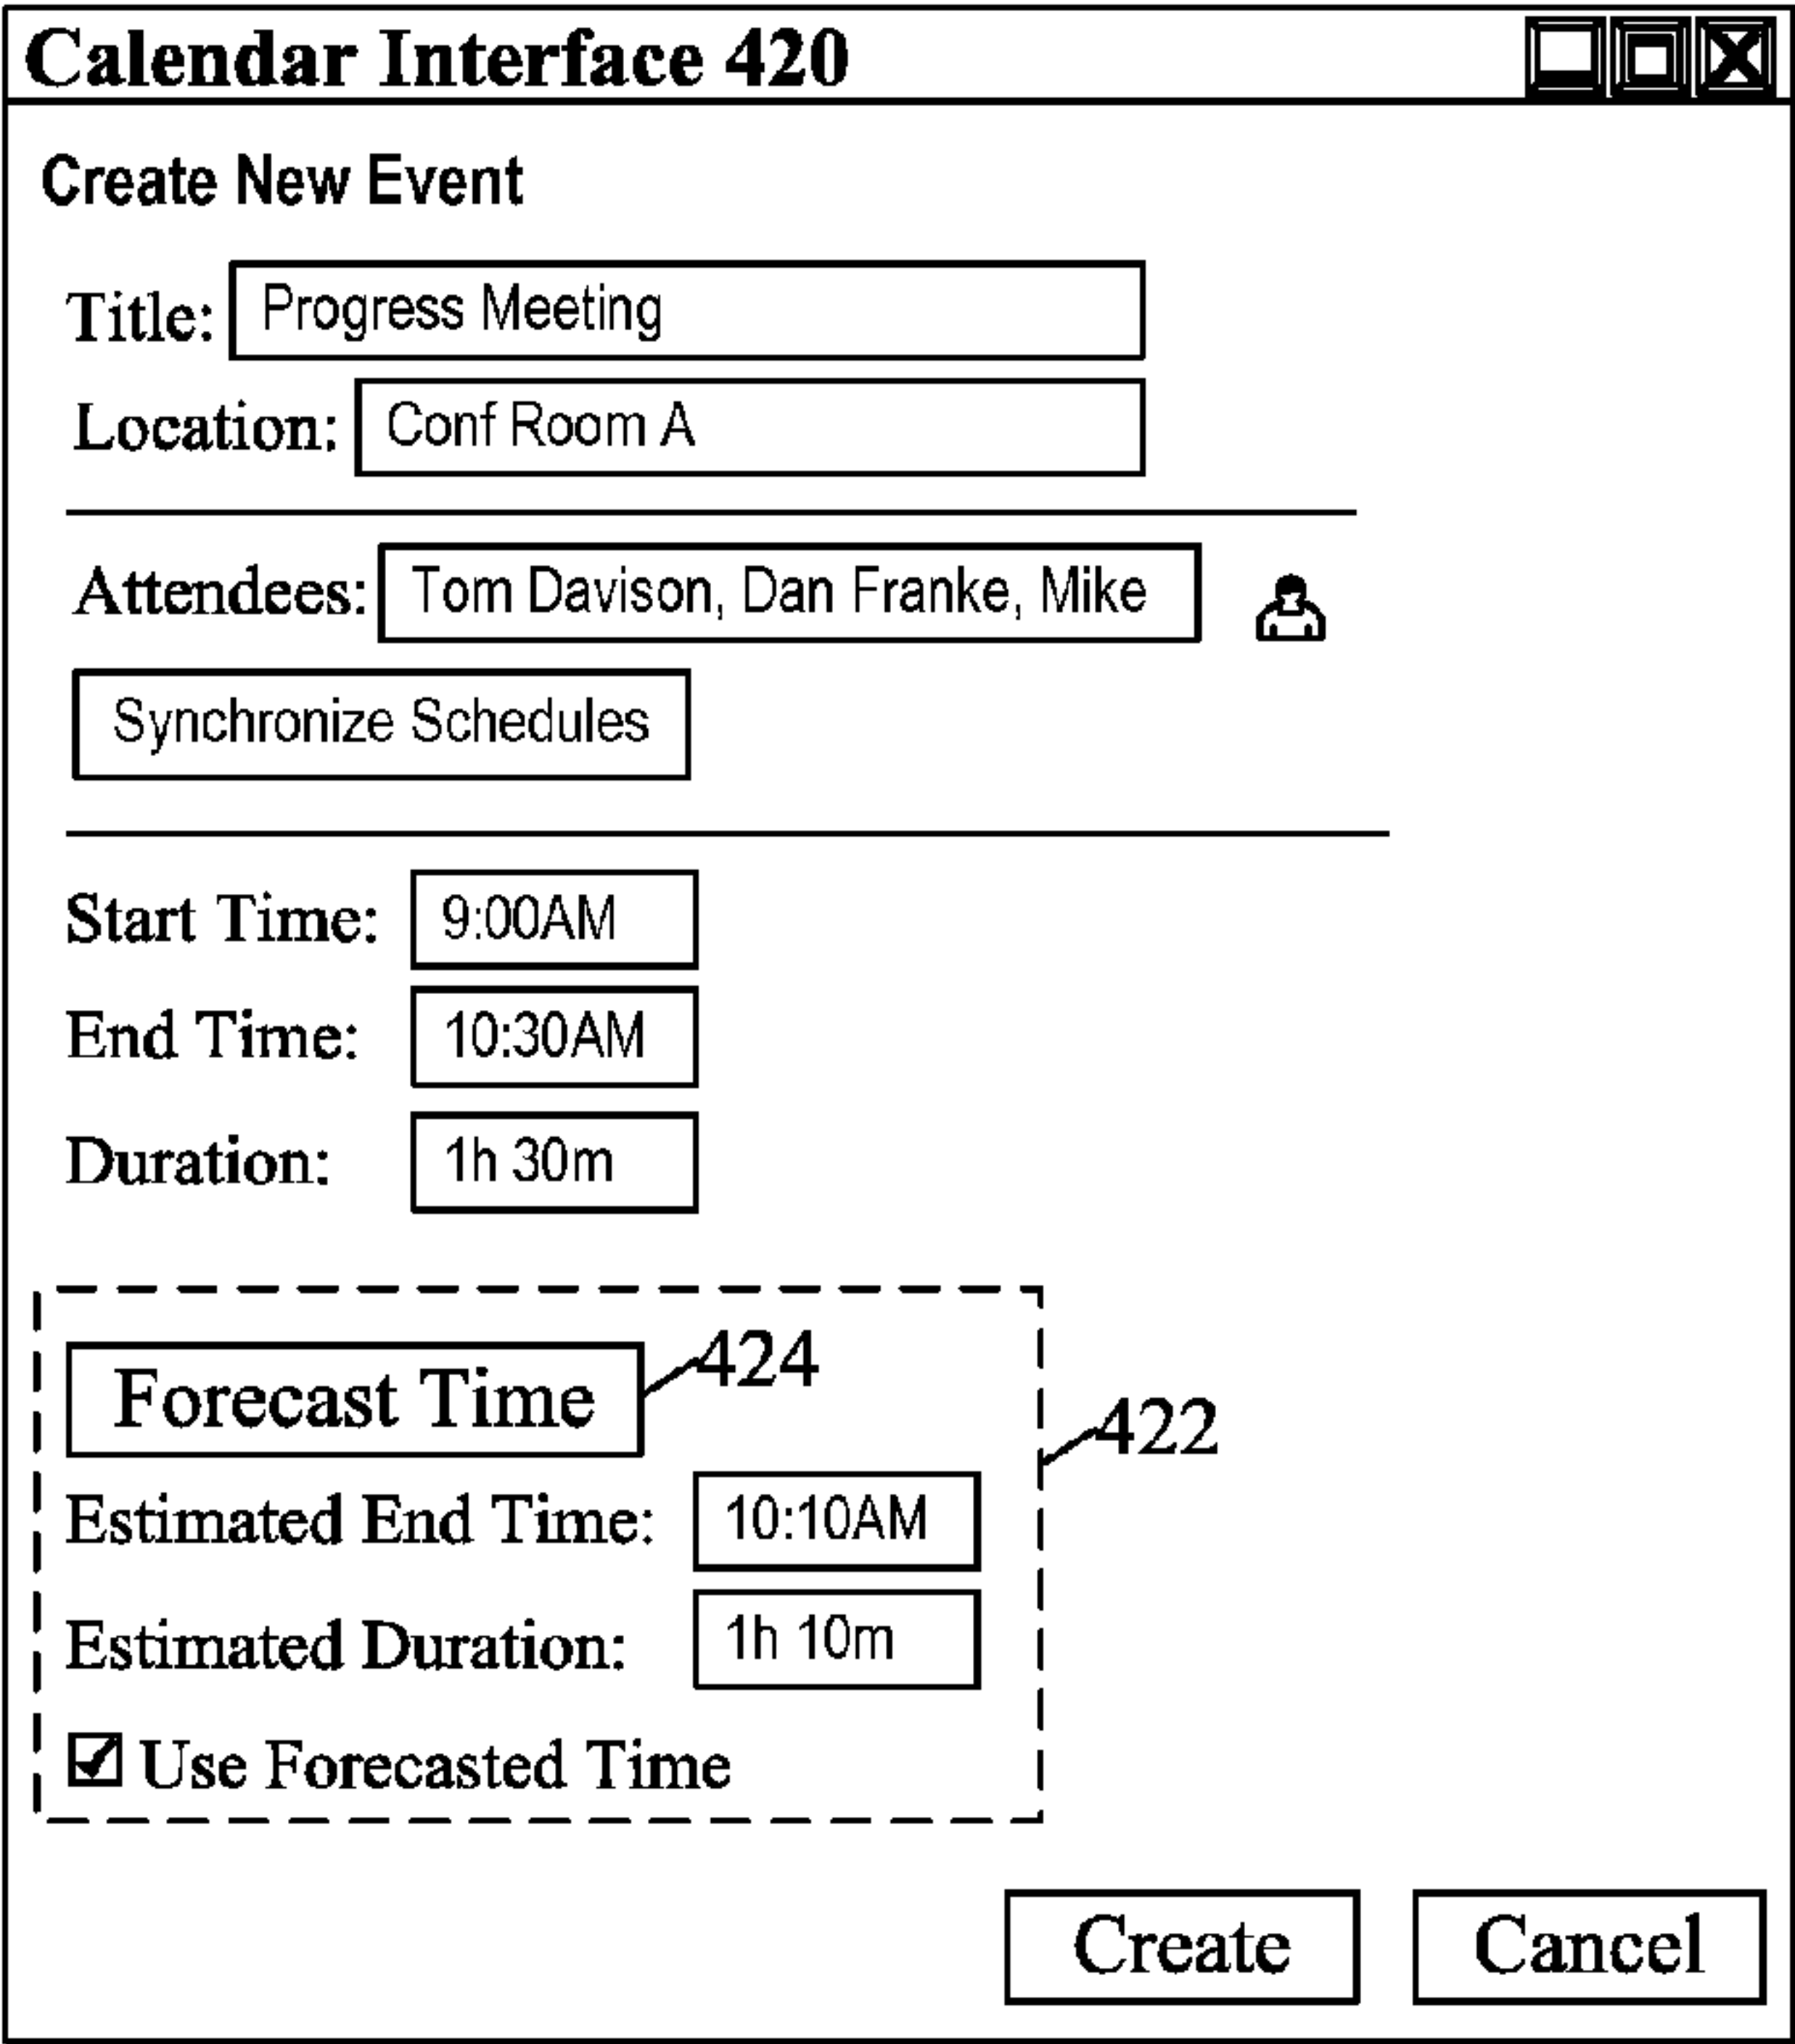 Calendar Interface 420
Create New Event
Title: Progress Meeting
Location: Conf Room A
Attendees: Tom Davison, Dan Franke, Mike
Synchronize Schedules
Start Time: 9:00AM
End Time: 10:30AM
Duration: 1h 30m
Forecast Time 424
422
Estimated End Time: 10:10AM
Estimated Duration: 1h 10m
Use Forecasted Time
Create Cancel